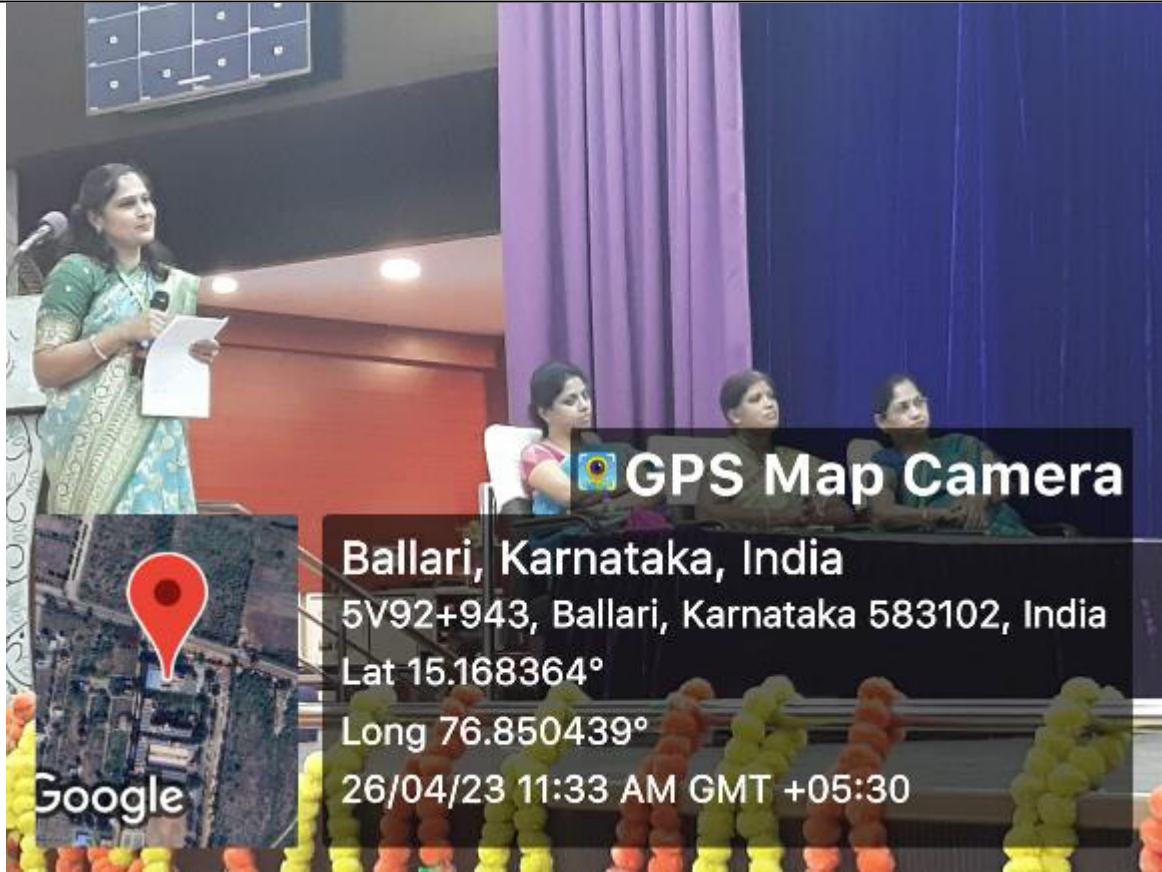 GPS Map Camera
Ballari, Karnataka, India
5V92+943, Ballari, Karnataka 583102, India
Lat 15.168364°
Long 76.850439°
26/04/23 11:33 AM GMT +05:30
Google